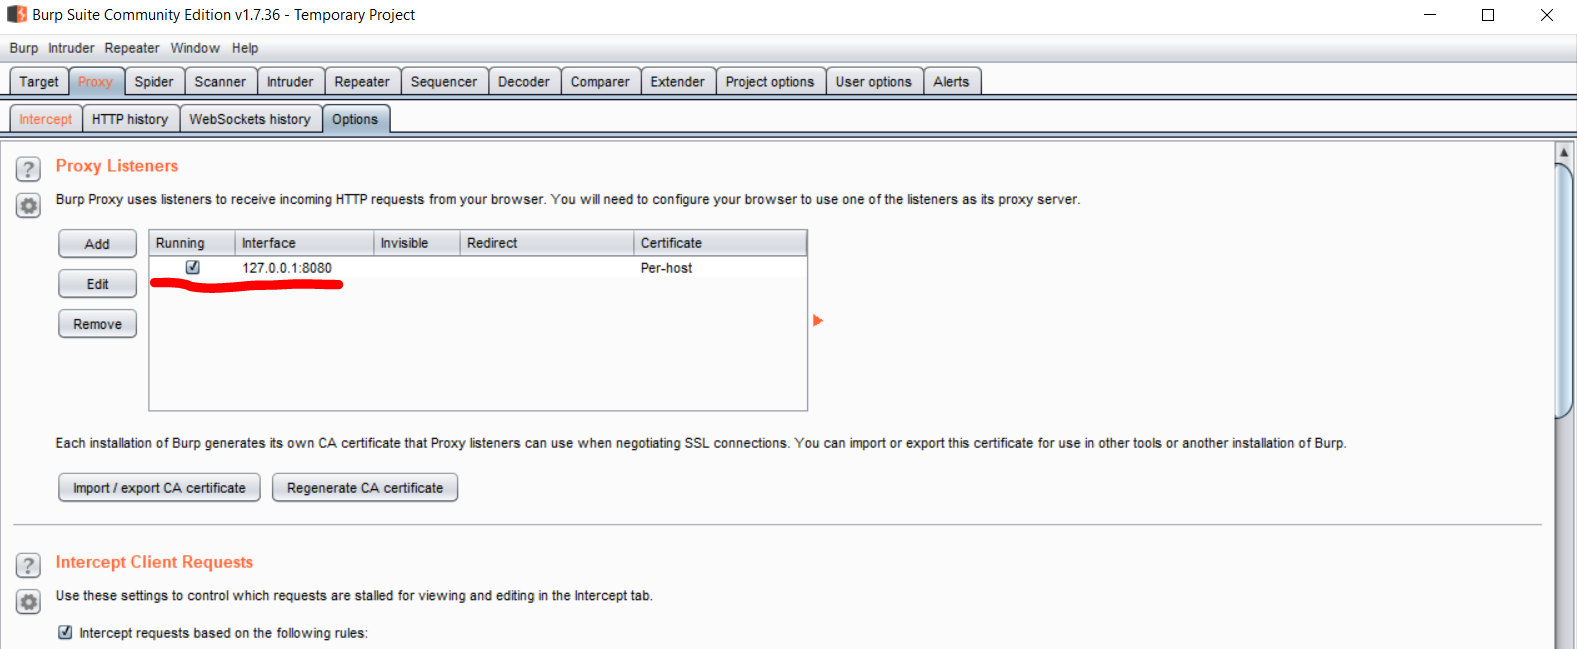 Burp Suite Community Edition v1.7.36 - Temporary Project
Burp Intruder Repeater Window Help
Target Proxy Spider Scanner Intruder Repeater Sequencer Decoder Comparer Extender Project options User options Alerts
Intercept HTTP history WebSockets history Options
? Proxy Listeners
Burp Proxy uses listeners to receive incoming HTTP requests from your browser. You will need to configure your browser to use one of the listeners as its proxy server.
Add Running Interface Invisible Redirect Certificate
127.0.0.1:8080 Per-host
Edit
Remove
Each installation of Burp generates its own CA certificate that Proxy listeners can use when negotiating SSL connections. You can import or export this certificate for use in other tools or another installation of Burp.
Import / export CA certificate Regenerate CA certificate
? Intercept Client Requests
Use these settings to control which requests are stalled for viewing and editing in the Intercept tab.
Intercept requests based on the following rules: